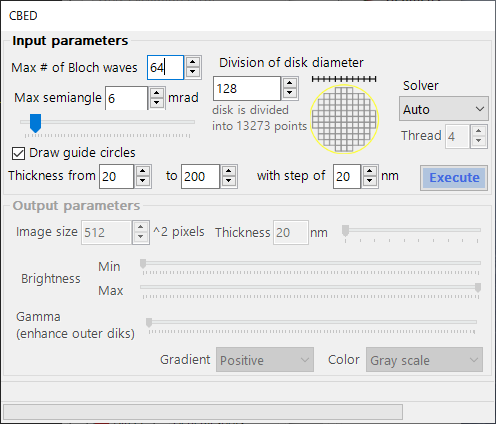 CBED
Input parameters
Max # of Bloch waves 64
Division of disk diameter
128
disk is divided
into 13273 points
Max semiangle 6 mrad
Solver
Auto
Thread 4
Draw guide circles
Thickness from 20 to 200 with step of 20 nm
Execute
Output parameters
Image size 512 ^2 pixels Thickness 20 nm
Brightness
Min
Max
Gamma
(enhance outer diks)
Gradient Positive Color Gray scale